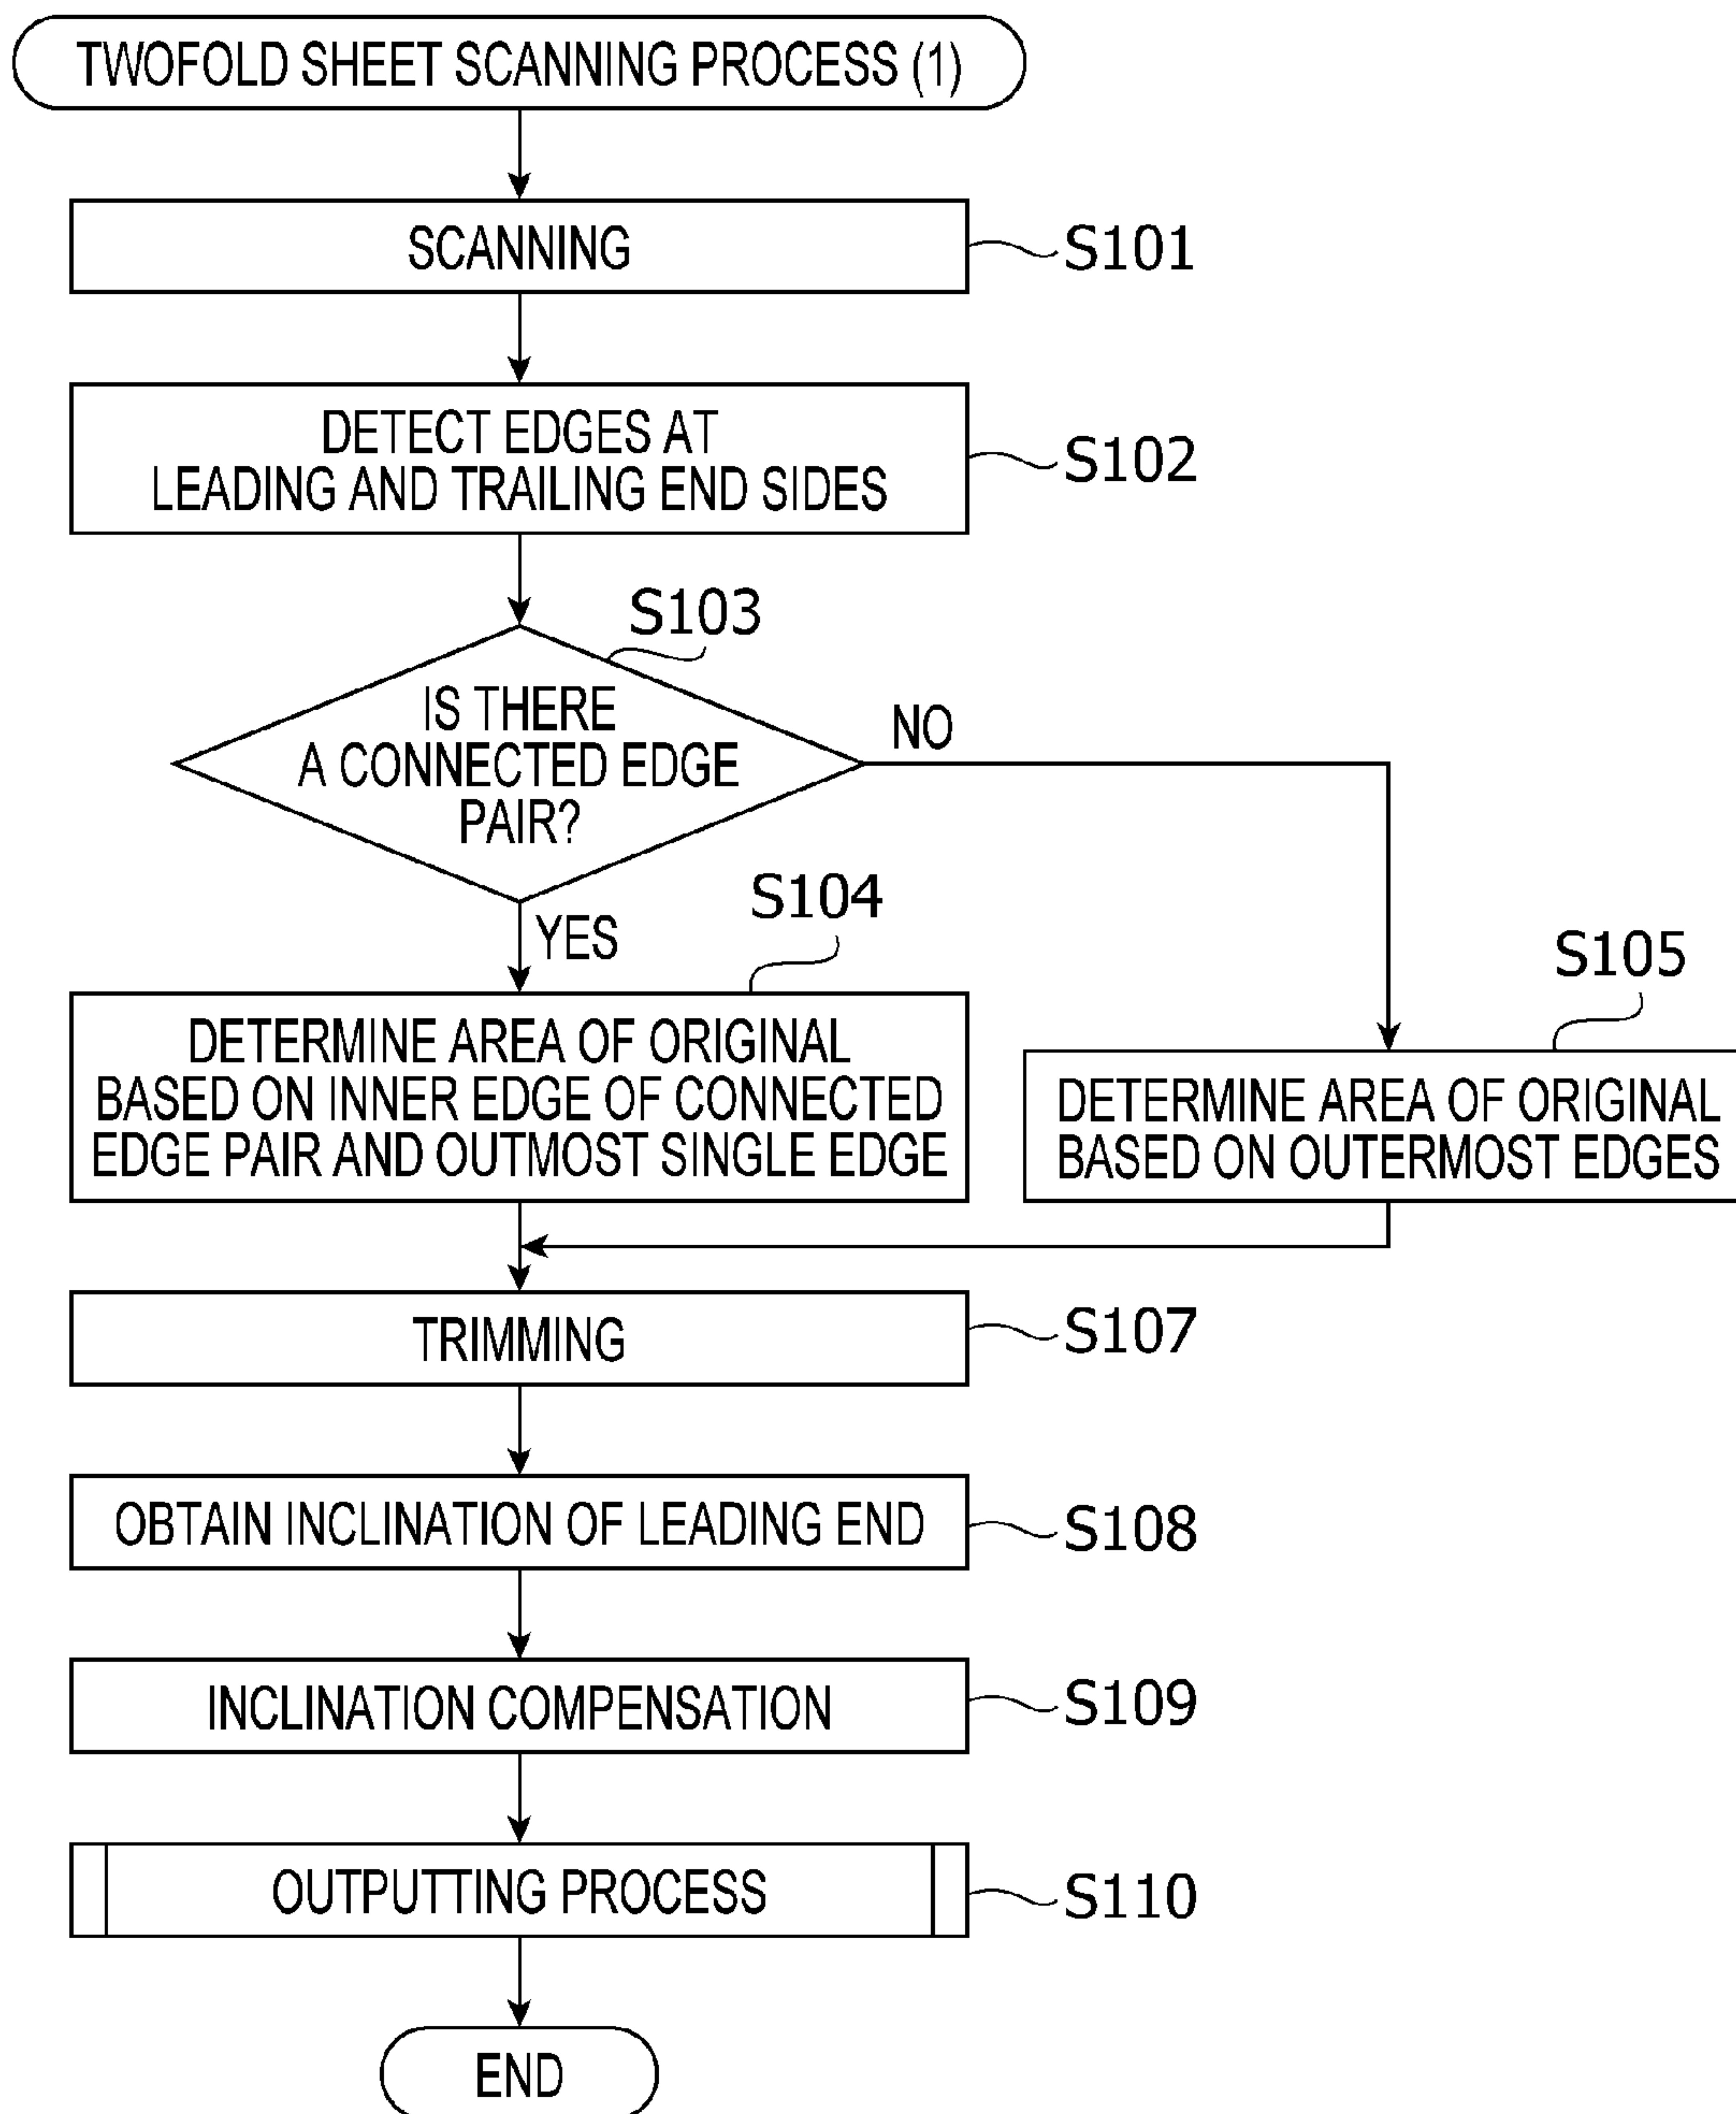 TWOFOLD SHEET SCANNING PROCESS (1)
SCANNING
S101
DETECT EDGES AT
LEADING AND TRAILING END SIDES
S102
S103
IS THERE
A CONNECTED EDGE
PAIR?
NO
YES
S104
DETERMINE AREA OF ORIGINAL
BASED ON INNER EDGE OF CONNECTED
EDGE PAIR AND OUTMOST SINGLE EDGE
S105
DETERMINE AREA OF ORIGINAL
BASED ON OUTERMOST EDGES
TRIMMING
S107
OBTAIN INCLINATION OF LEADING END
S108
INCLINATION COMPENSATION
S109
OUTPUTTING PROCESS
S110
END